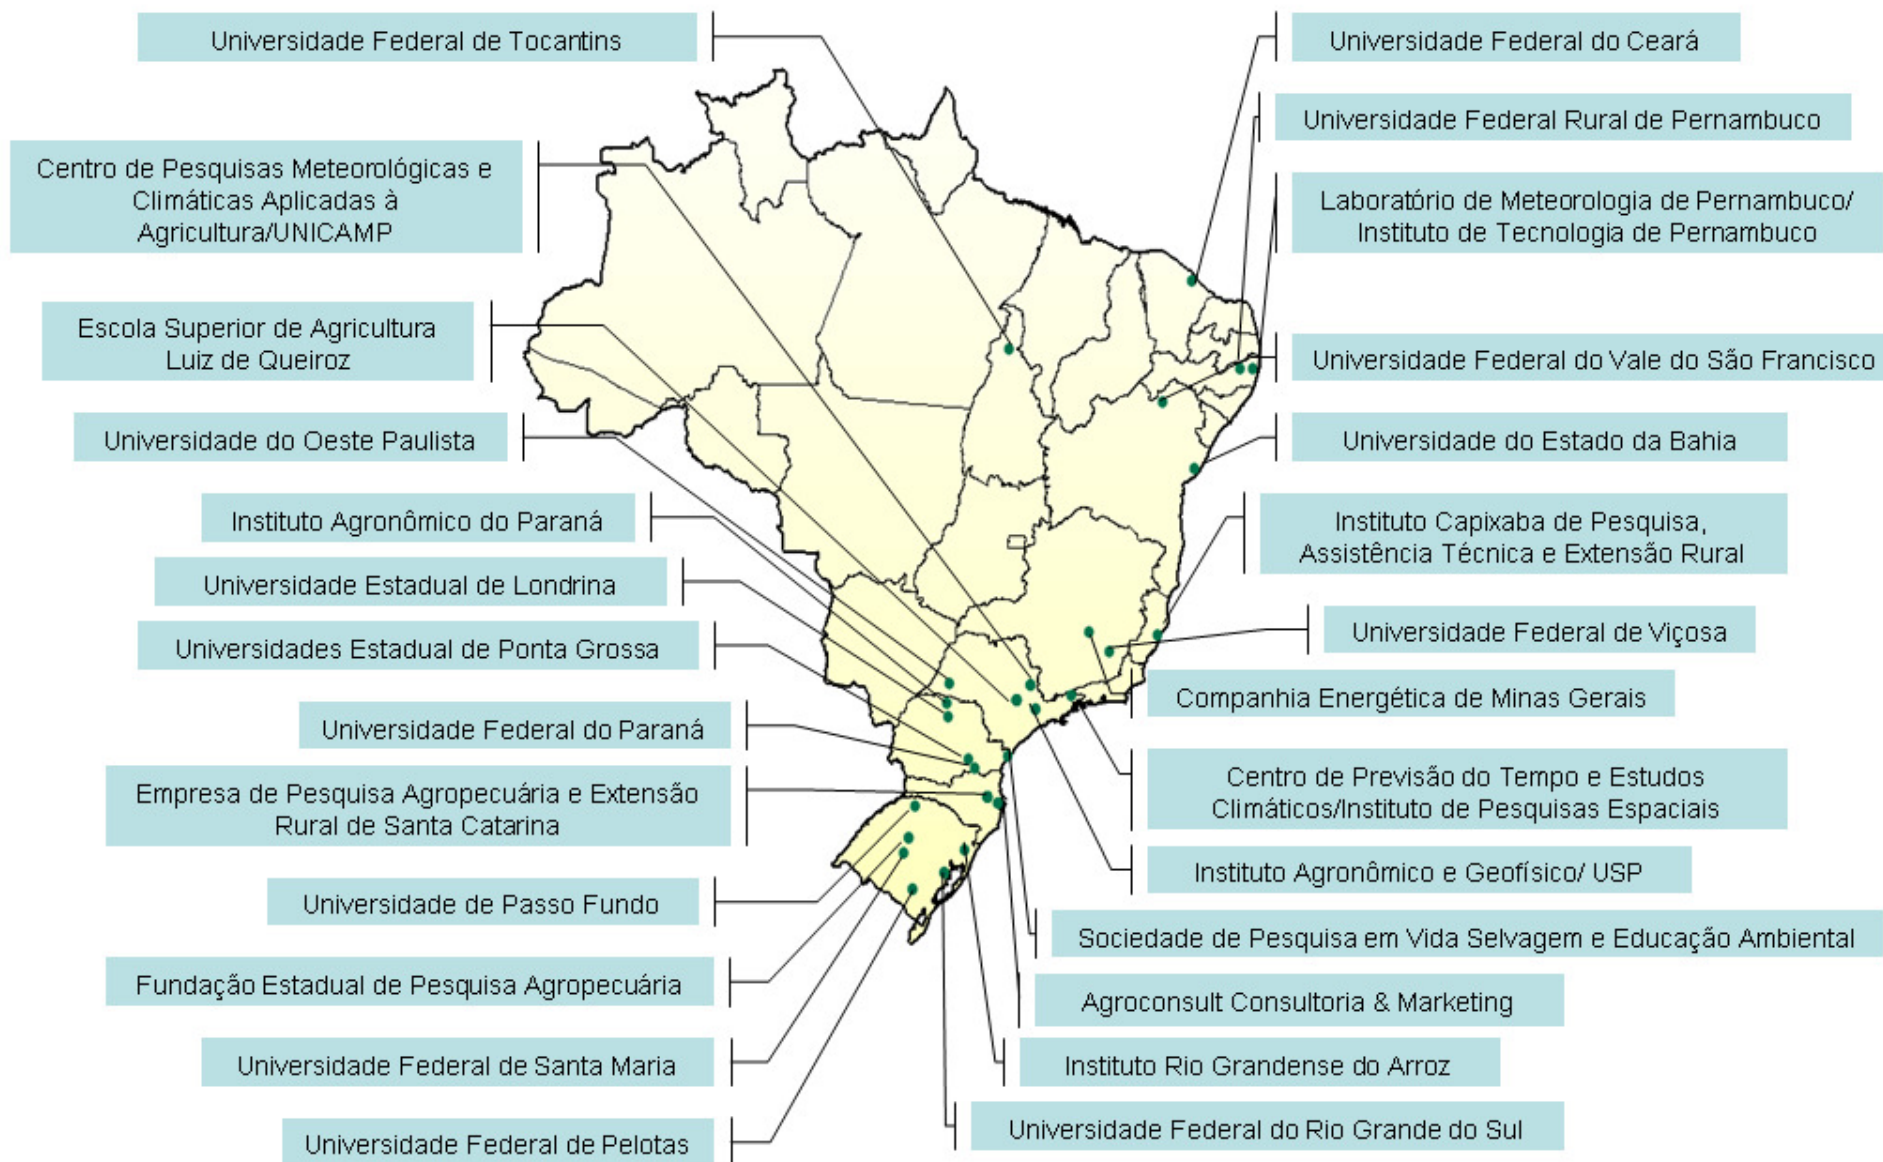 Universidade Federal de Tocantins
Centro de Pesquisas Meteorológicas e
Climáticas Aplicadas à
Agricultura/UNICAMP
Escola Superior de Agricultura
Luiz de Queiroz
Universidade do Oeste Paulista
Instituto Agronômico do Paraná
Universidade Estadual de Londrina
Universidades Estadual de Ponta Grossa
Universidade Federal do Paraná
Empresa de Pesquisa Agropecuária e Extensão
Rural de Santa Catarina
Universidade de Passo Fundo
Fundação Estadual de Pesquisa Agropecuária
Universidade Federal de Santa Maria
Universidade Federal de Pelotas
Universidade Federal do Ceará
Universidade Federal Rural de Pernambuco
Laboratório de Meteorologia de Pernambuco/
Instituto de Tecnologia de Pernambuco
Universidade Federal do Vale do São Francisco
Universidade do Estado da Bahia
Instituto Capixaba de Pesquisa,
Assistência Técnica e Extensão Rural
Universidade Federal de Viçosa
Companhia Energética de Minas Gerais
Centro de Previsão do Tempo e Estudos
Climáticos/Instituto de Pesquisas Espaciais
Instituto Agronômico e Geofísico/ USP
Sociedade de Pesquisa em Vida Selvagem e Educação Ambiental
Agroconsult Consultoria & Marketing
Instituto Rio Grandense do Arroz
Universidade Federal do Rio Grande do Sul